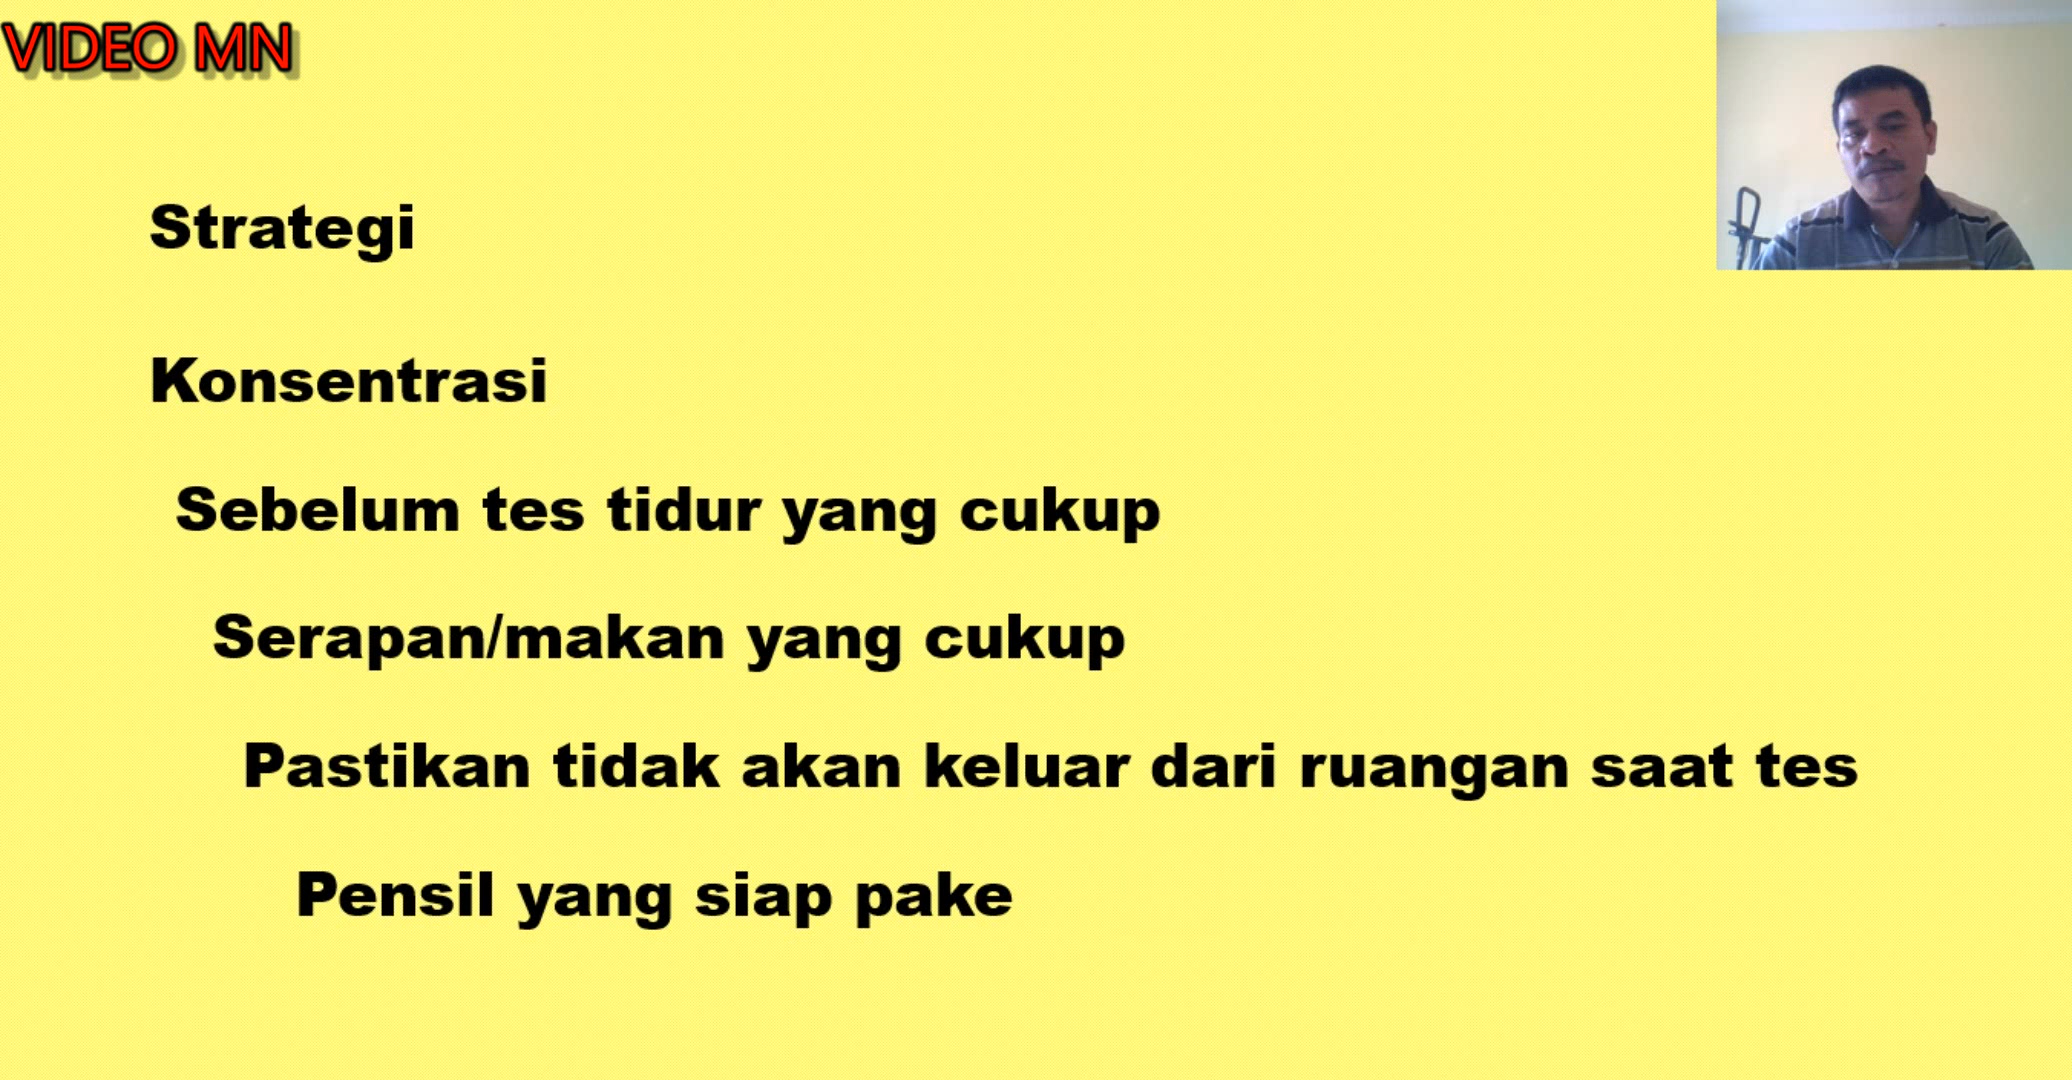 VIDEO MN
Strategi
Konsentrasi
Sebelum tes tidur yang cukup
Serapan/makan yang cukup
Pastikan tidak akan keluar dari ruangan saat tes
Pensil yang siap pake